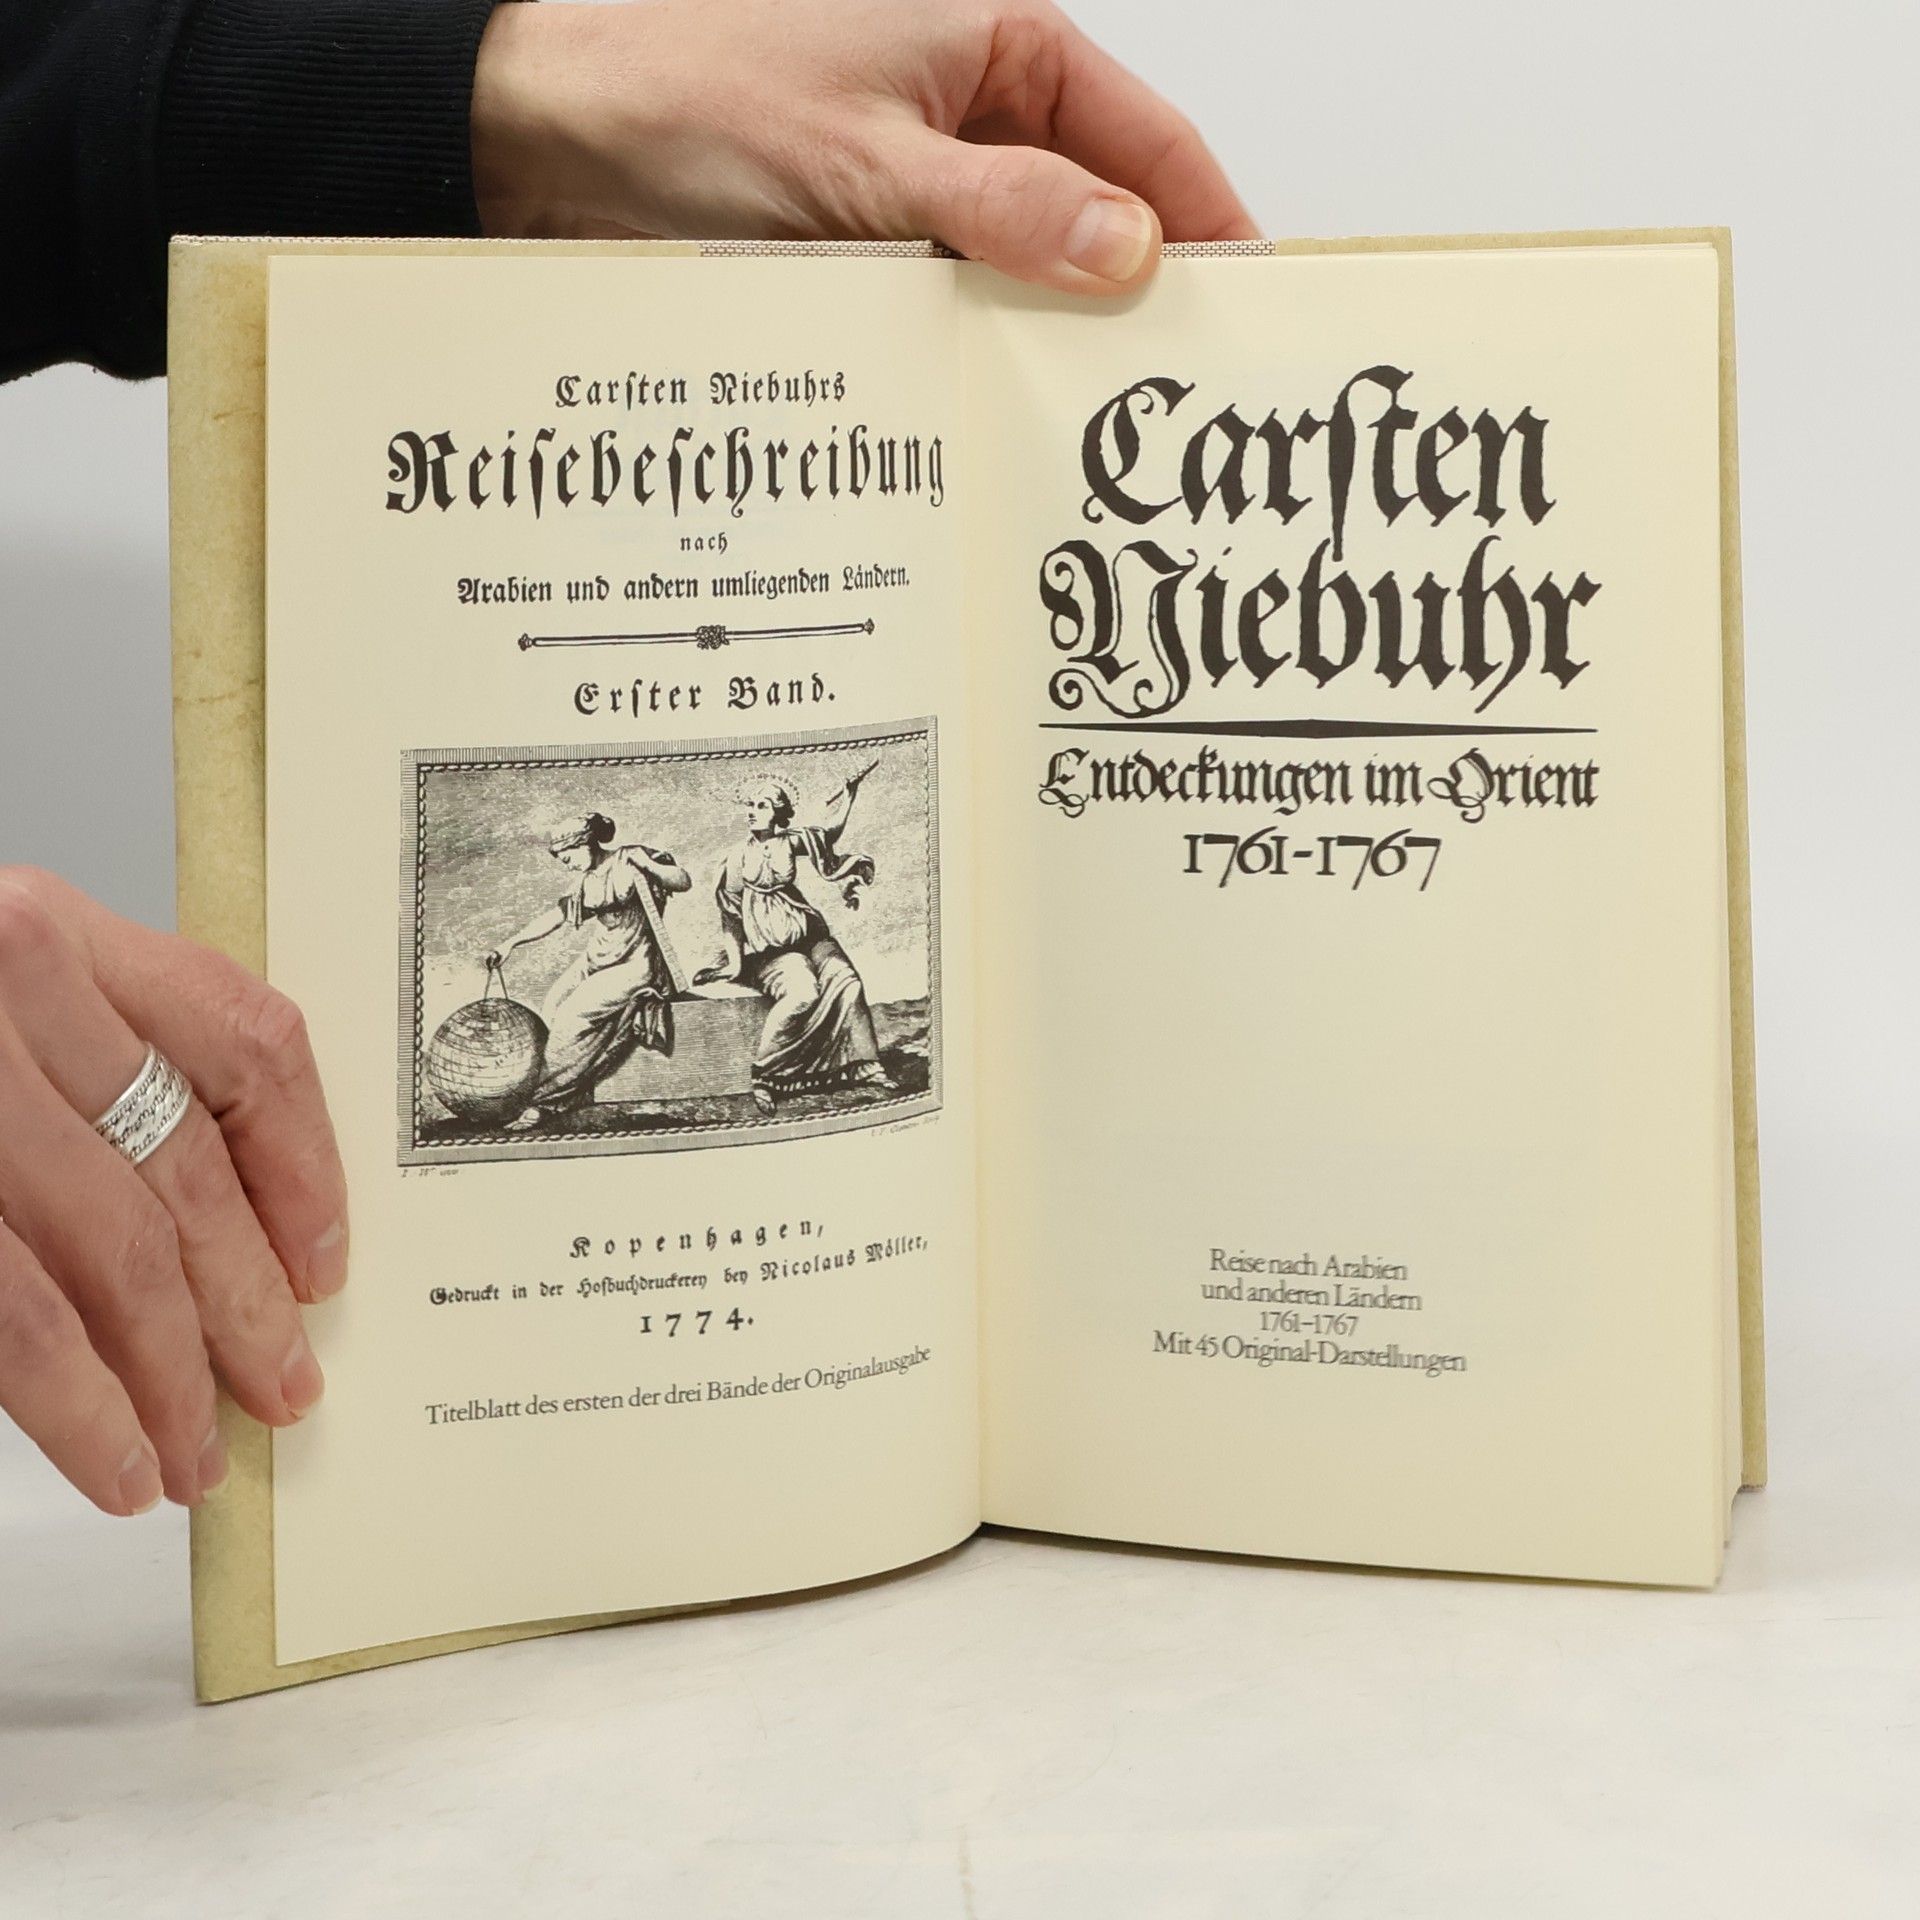 Carſten Niebuhrs
Reiſebeſchreibung
nach
Arabien und andern umliegenden Ländern.
Erſter Band.
Kopenhagen,
Gedruckt in der Hofbuchdruckerey bey Nicolaus Möller,
1774.
Titelblatt des ersten der drei Bände der Originalausgabe
Carſten
Niebuhr
Entdeckungen im Orient
1761-1767
Reise nach Arabien
und anderen Ländern
1761–1767
Mit 45 Original-Darstellungen